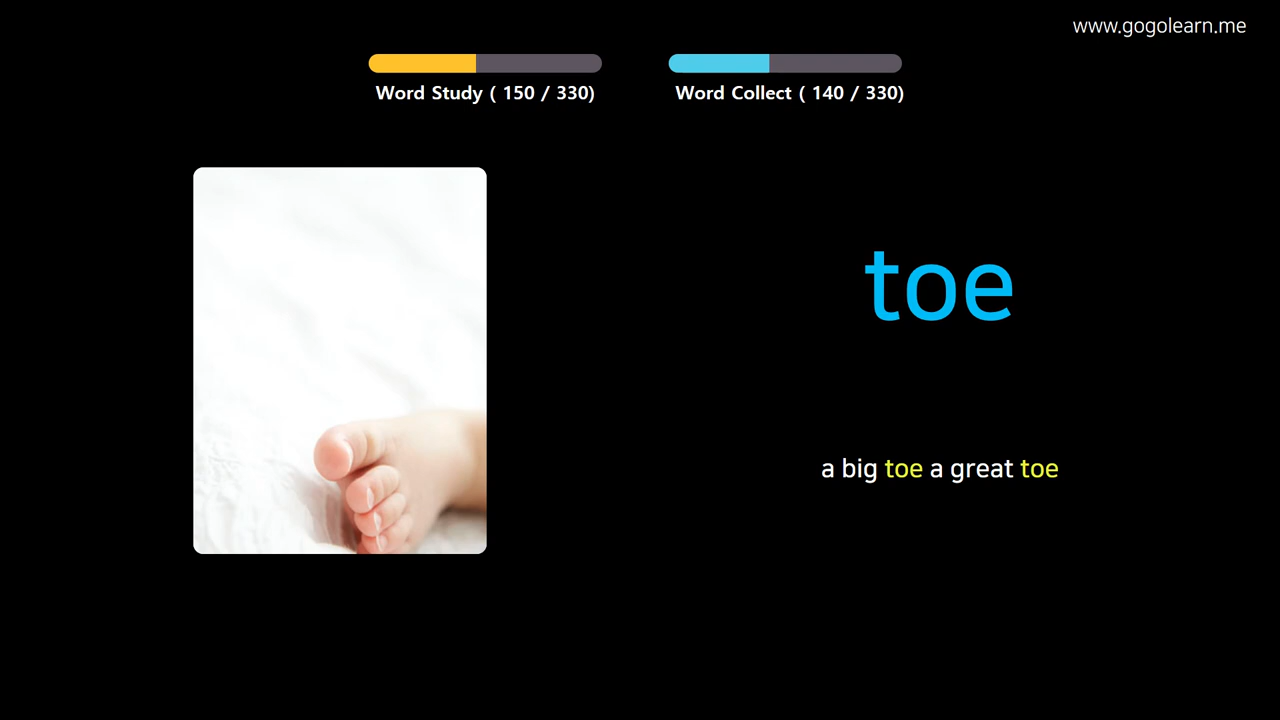 www.gogolearn.me
Word Study ( 150 / 330)
Word Collect ( 140 / 330)
toe
a big toe a great toe